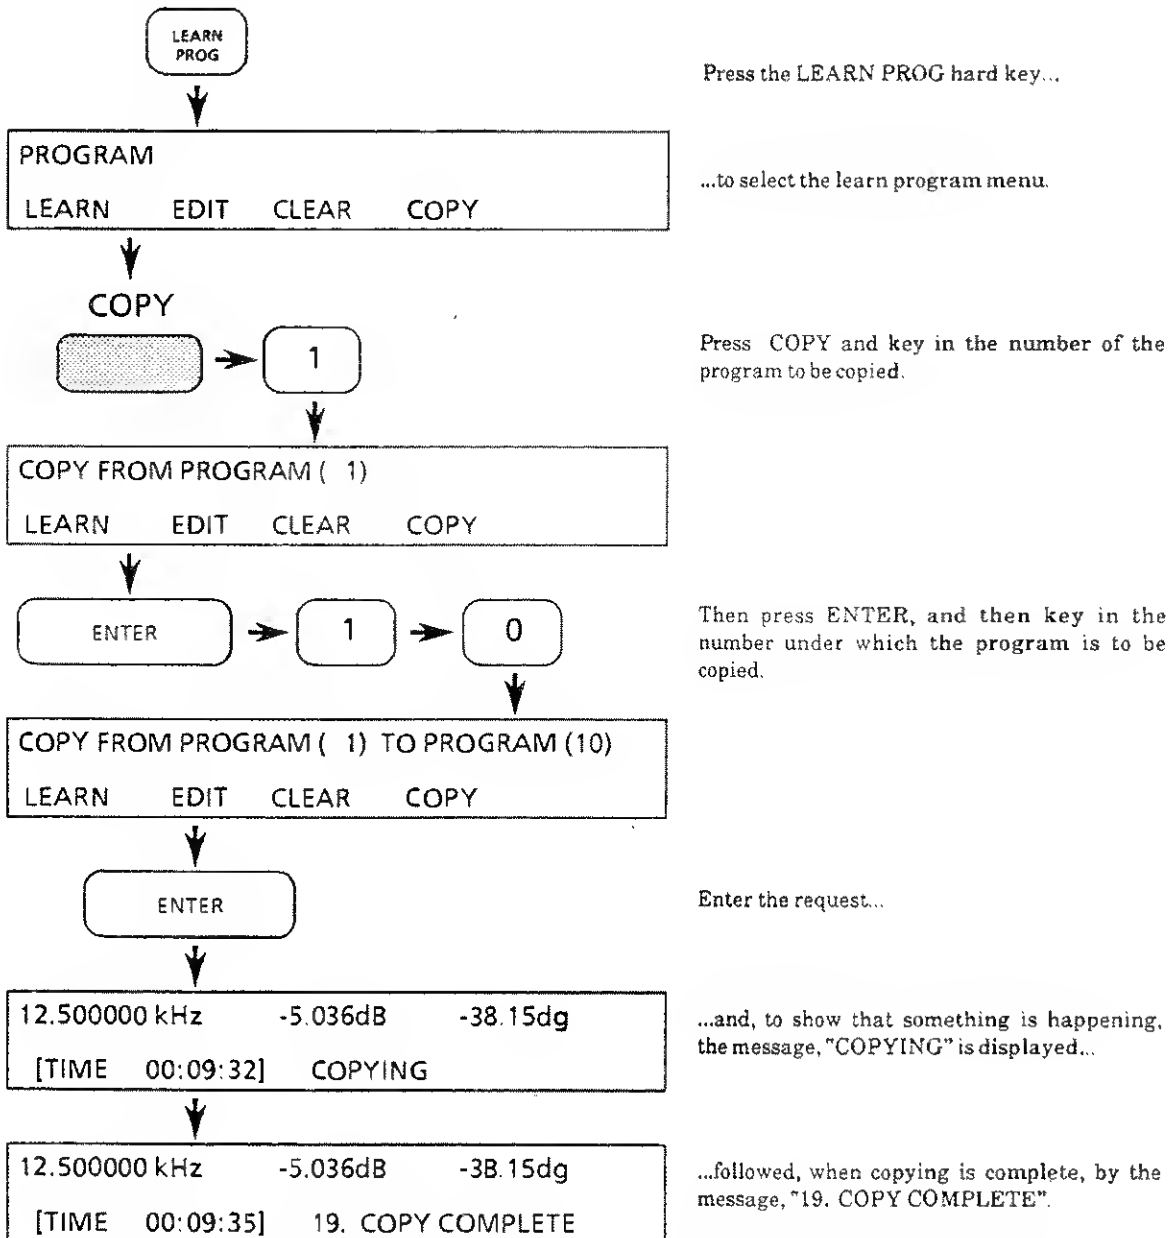 LEARN
PROG
Press the LEARN PROG hard key...
PROGRAM
LEARN EDIT CLEAR COPY
...to select the learn program menu.
COPY
1
Press COPY and key in the number of the
program to be copied.
COPY FROM PROGRAM ( 1)
LEARN EDIT CLEAR COPY
ENTER 1 0
Then press ENTER, and then key in the
number under which the program is to be
copied.
COPY FROM PROGRAM ( 1) TO PROGRAM (10)
LEARN EDIT CLEAR COPY
ENTER
Enter the request...
12.500000 kHz -5.036dB -38.15dg
[TIME 00:09:32] COPYING
...and, to show that something is happening,
the message, "COPYING" is displayed...
12.500000 kHz -5.036dB -3B.15dg
[TIME 00:09:35] 19. COPY COMPLETE
...followed, when copying is complete, by the
message, "19. COPY COMPLETE".